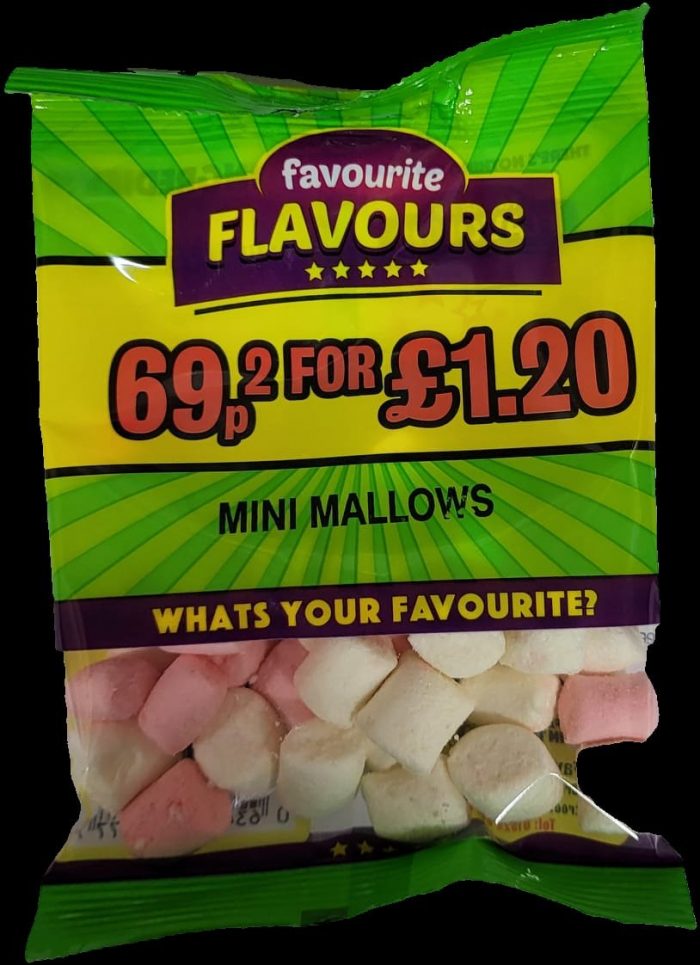 favourite
FLAVOURS
69p 2 FOR £1.20
MINI MALLOWS
WHATS YOUR FAVOURITE?